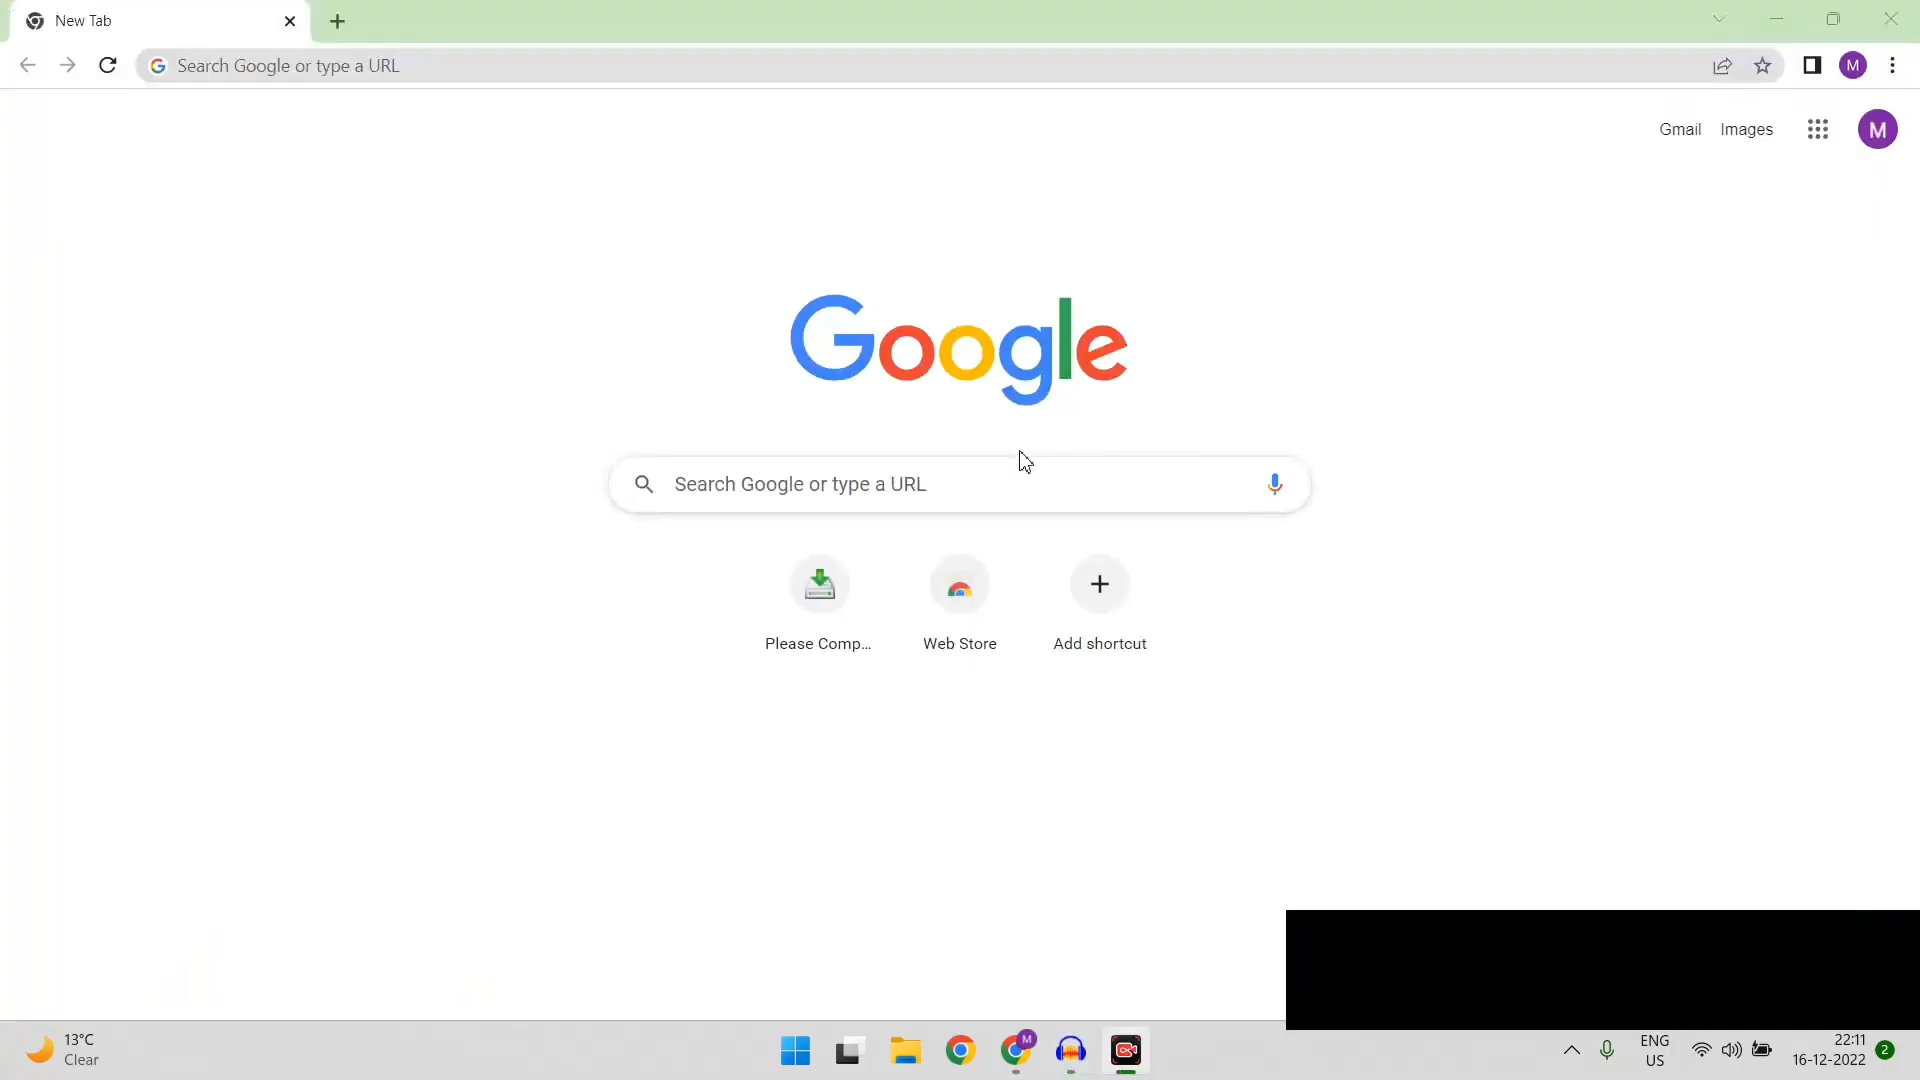 New Tab
Search Google or type a URL
M
Gmail Images
M
Google
Search Google or type a URL
Please Comp...
Web Store
Add shortcut
13°C
Clear
M
ENG
US
22:11
16-12-2022
2